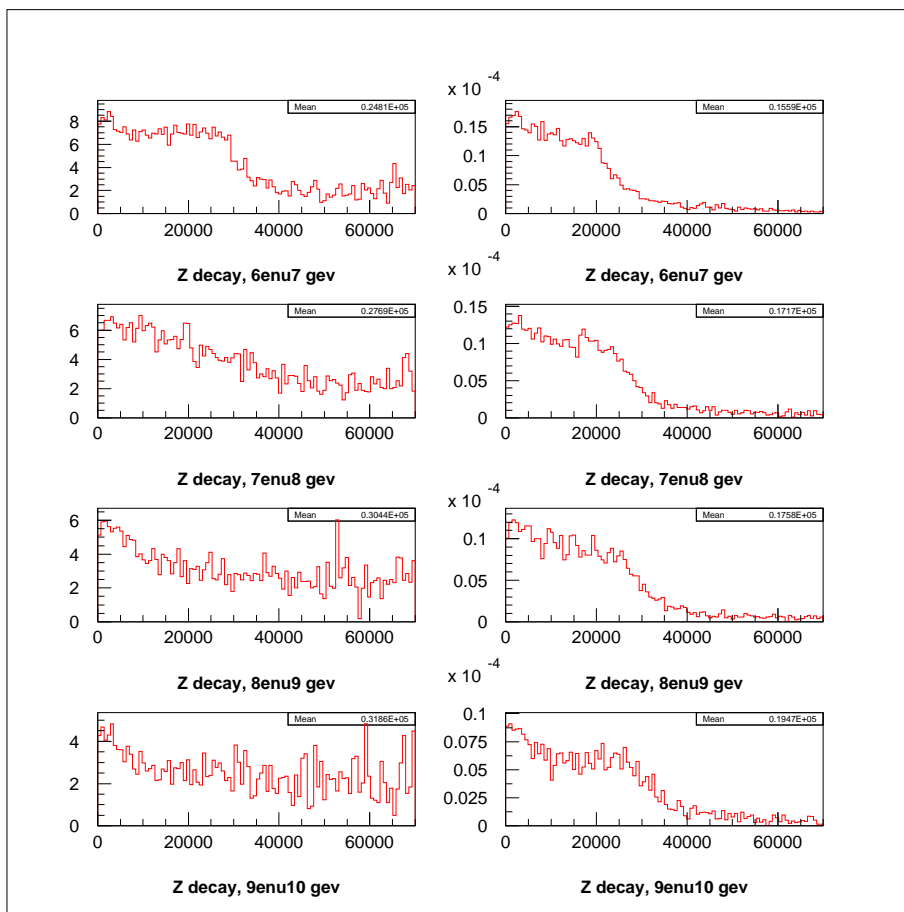 x 10 -4
Mean 0.2481E+05
Mean 0.1559E+05
8
6
4
2
0
0 20000 40000 60000
0.15
0.1
0.05
0
0 20000 40000 60000
Z decay, 6enu7 gev
x 10 -4
Z decay, 6enu7 gev
Mean 0.2769E+05
Mean 0.1717E+05
6
4
2
0
0 20000 40000 60000
0.15
0.1
0.05
0
0 20000 40000 60000
Z decay, 7enu8 gev
x 10 -4
Z decay, 7enu8 gev
Mean 0.3044E+05
Mean 0.1758E+05
6
4
2
0
0 20000 40000 60000
0.1
0.05
0
0 20000 40000 60000
Z decay, 8enu9 gev
x 10 -4
Z decay, 8enu9 gev
Mean 0.3186E+05
Mean 0.1947E+05
4
2
0
0 20000 40000 60000
0.1
0.075
0.05
0.025
0
0 20000 40000 60000
Z decay, 9enu10 gev
Z decay, 9enu10 gev